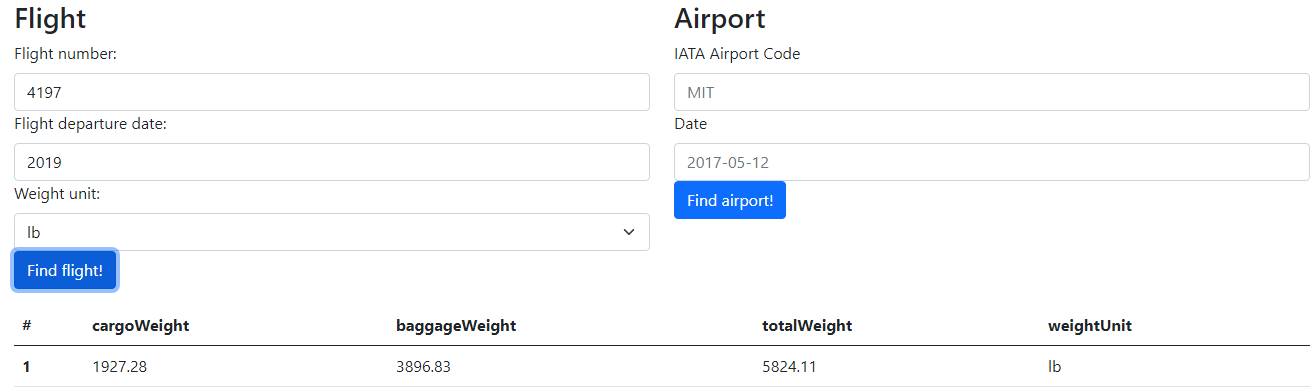 Flight
Flight number:
4197
Flight departure date:
2019
Weight unit:
lb
Find flight!
Airport
IATA Airport Code
MIT
Date
2017-05-12
Find airport!
# cargoWeight baggageWeight totalWeight weightUnit
1 1927.28 3896.83 5824.11 lb